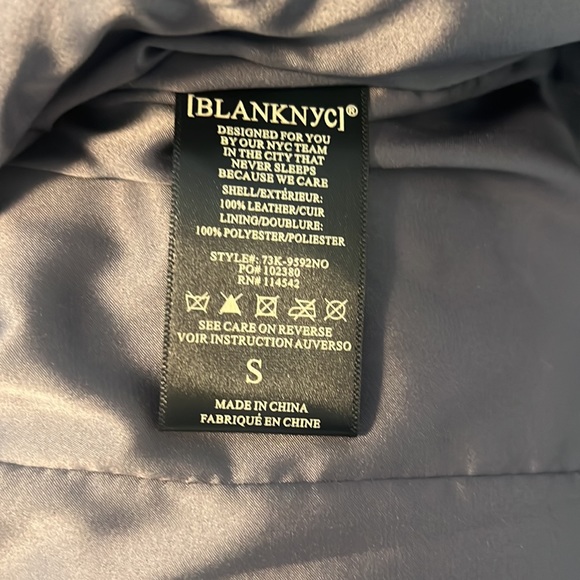 [BLANKNYC]®
DESIGNED FOR YOU
BY OUR NYC TEAM
IN THE CITY THAT
NEVER SLEEPS
BECAUSE WE CARE
SHELL/EXTÉRIEUR:
100% LEATHER/CUIR
LINING/DOUBLURE:
100% POLYESTER/POLIESTER
STYLE#: 73K-9592NO
PO# 102380
RN# 114542
SEE CARE ON REVERSE
VOIR INSTRUCTION AUVERSO
S
MADE IN CHINA
FABRIQUÉ EN CHINE